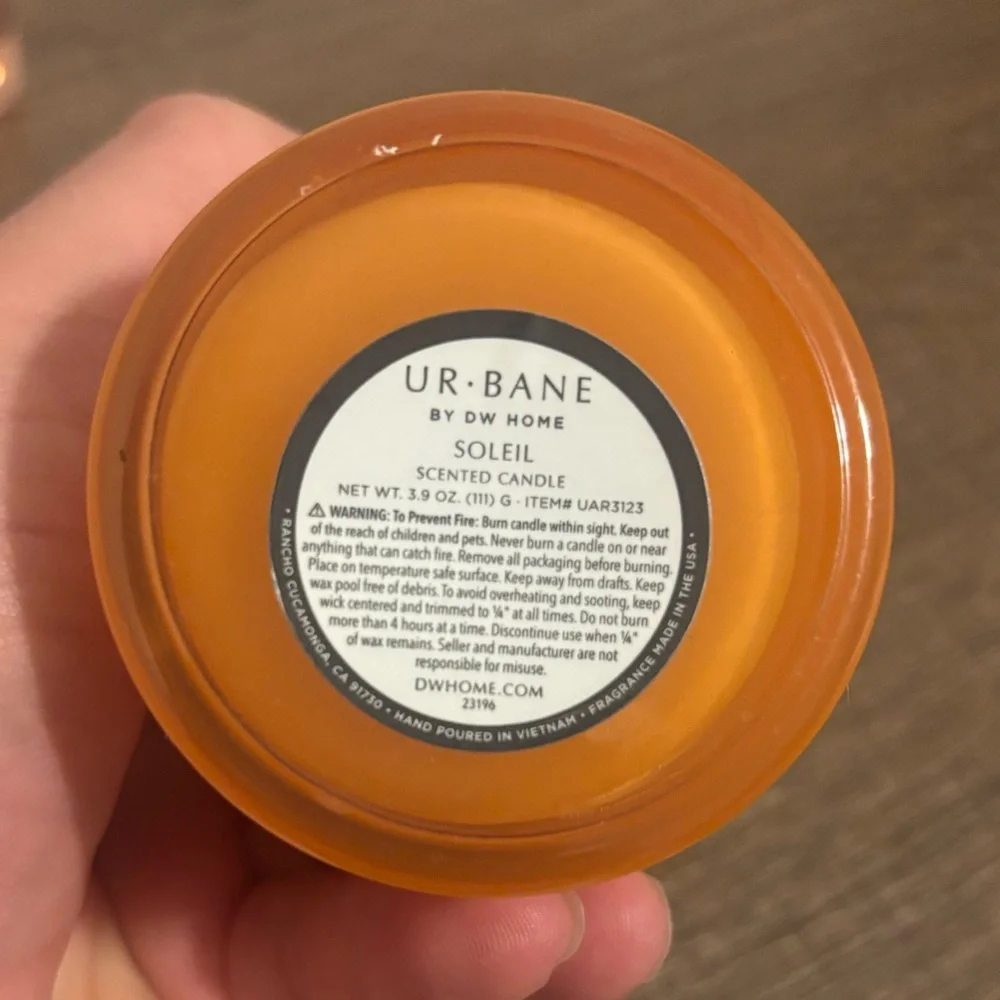 UR·BANE
BY DW HOME
SOLEIL
SCENTED CANDLE
NET WT. 3.9 OZ. (111) G · ITEM# UAR3123
⚠ WARNING: To Prevent Fire: Burn candle within sight. Keep out
of the reach of children and pets. Never burn a candle on or near
anything that can catch fire. Remove all packaging before burning.
Place on temperature safe surface. Keep away from drafts. Keep
wax pool free of debris. To avoid overheating and sooting, keep
wick centered and trimmed to ¼" at all times. Do not burn
more than 4 hours at a time. Discontinue use when ¼"
of wax remains. Seller and manufacturer are not
responsible for misuse.
DWHOME.COM
23196
• RANCHO CUCAMONGA, CA 91730 • HAND POURED IN VIETNAM • FRAGRANCE MADE IN THE USA •